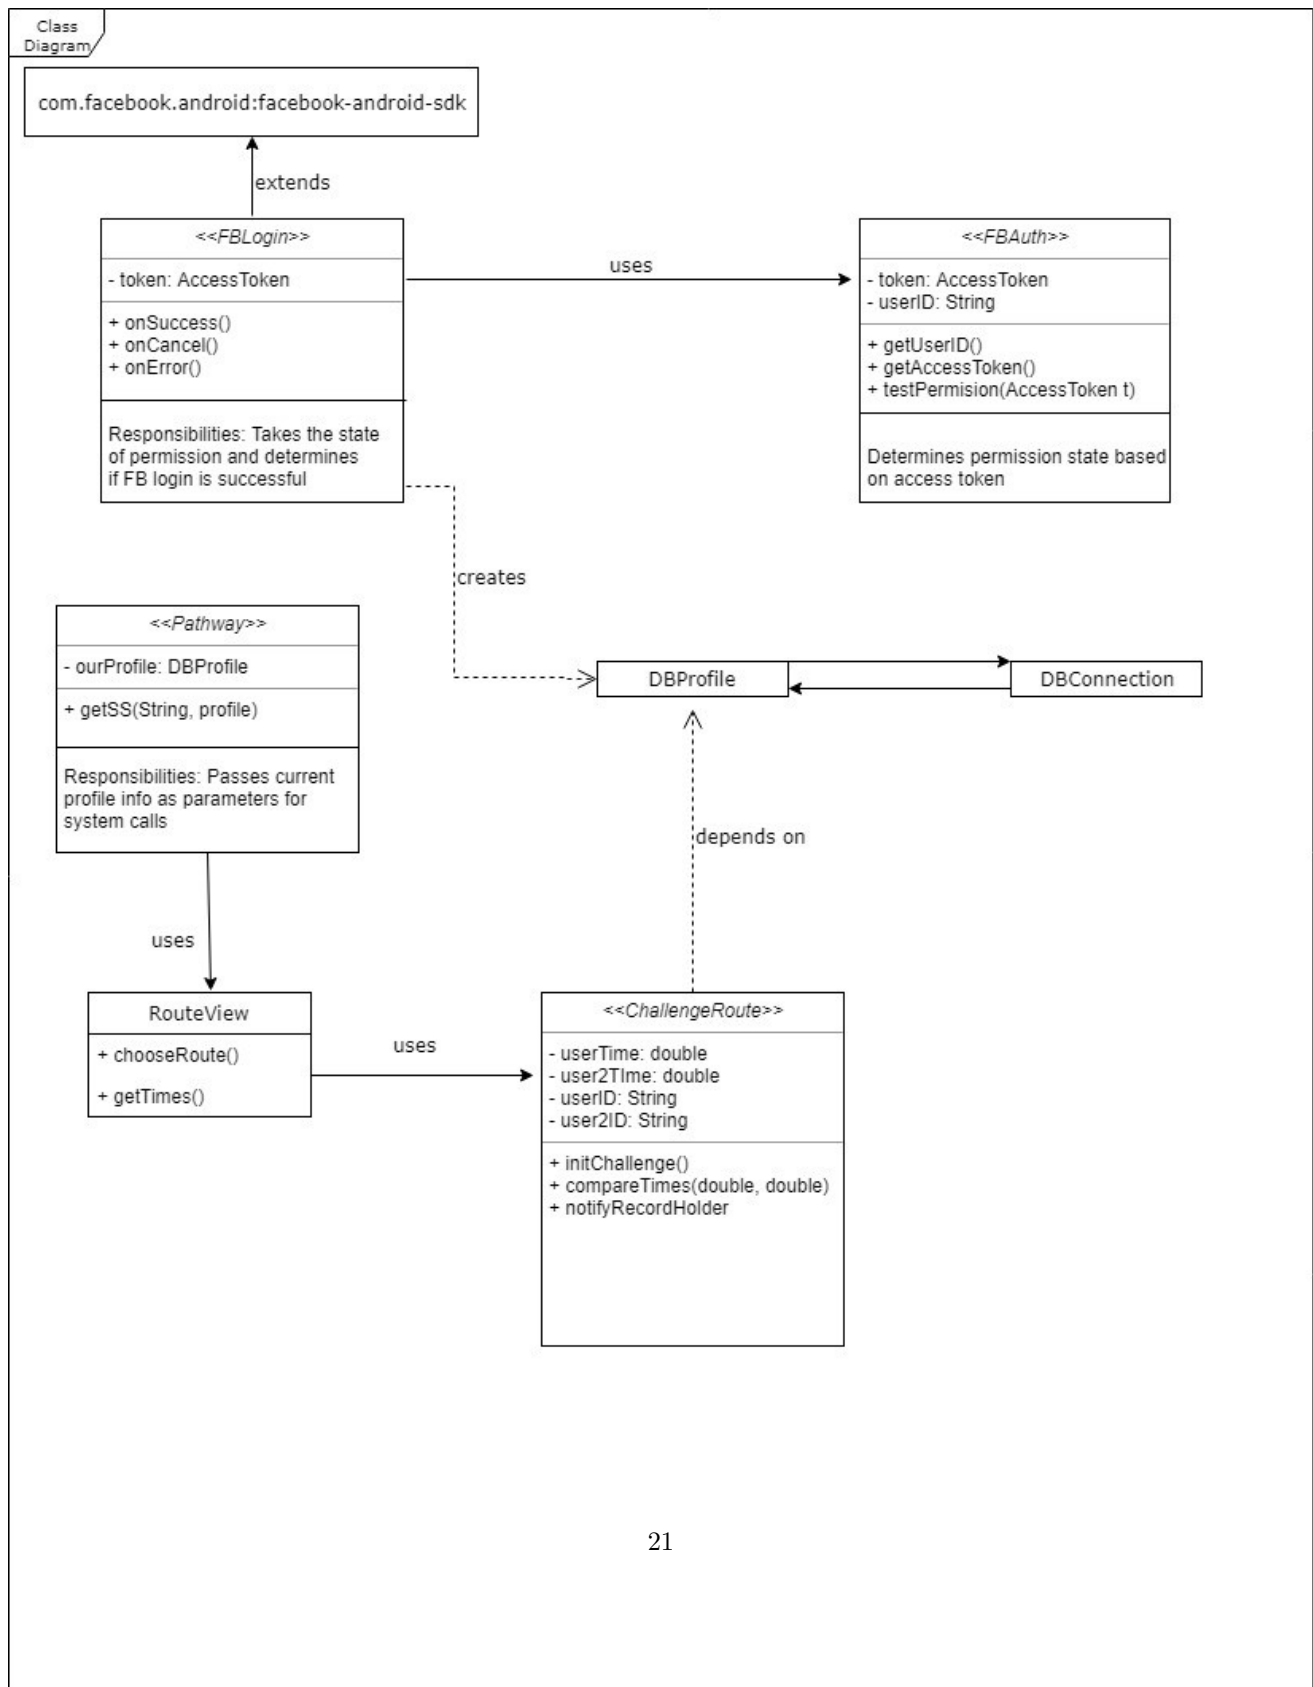 Class
Diagram
com.facebook.android:facebook-android-sdk
extends
<<FBLogin>>
- token: AccessToken
+ onSuccess()
+ onCancel()
+ onError()
Responsibilities: Takes the state
of permission and determines
if FB login is successful
uses
<<FBAuth>>
- token: AccessToken
- userID: String
+ getUserID()
+ getAccessToken()
+ testPermision(AccessToken t)
Determines permission state based
on access token
creates
<<Pathway>>
- ourProfile: DBProfile
+ getSS(String, profile)
Responsibilities: Passes current
profile info as parameters for
system calls
DBProfile
DBConnection
depends on
uses
RouteView
+ chooseRoute()
+ getTimes()
uses
<<ChallengeRoute>>
- userTime: double
- user2TIme: double
- userID: String
- user2ID: String
+ initChallenge()
+ compareTimes(double, double)
+ notifyRecordHolder
21